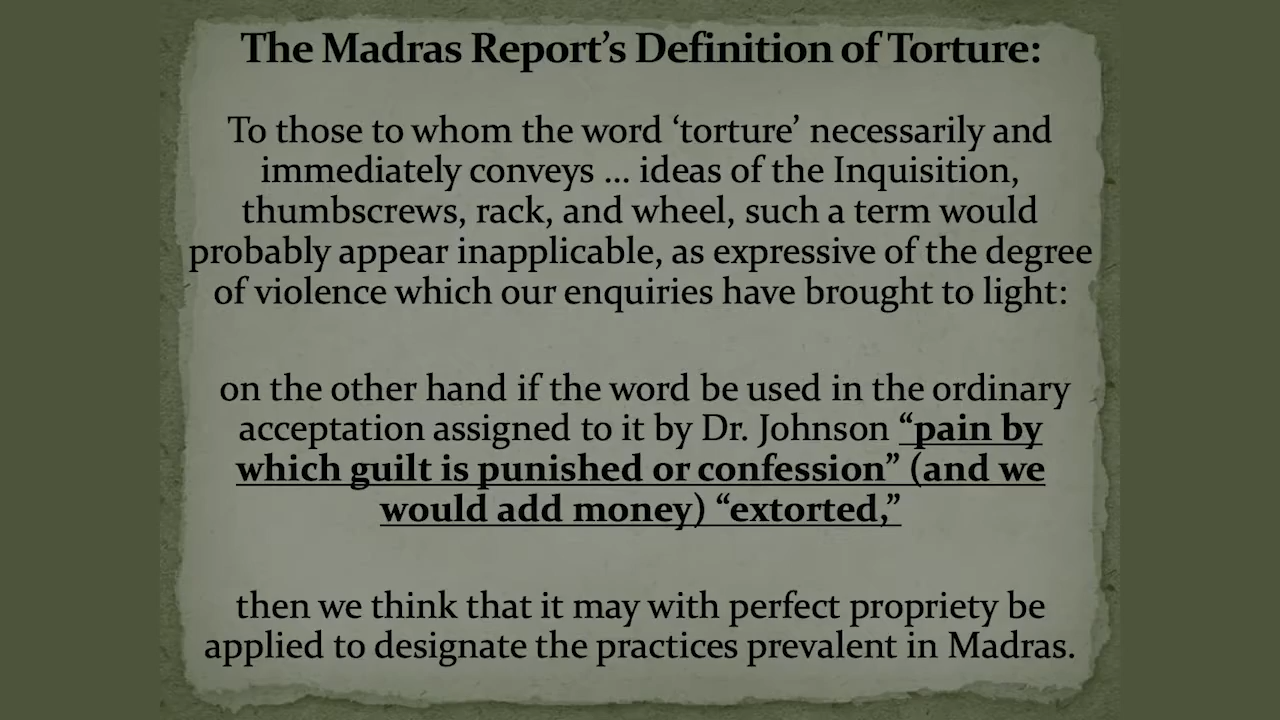 The Madras Report’s Definition of Torture:
To those to whom the word ‘torture’ necessarily and
immediately conveys ... ideas of the Inquisition,
thumbscrews, rack, and wheel, such a term would
probably appear inapplicable, as expressive of the degree
of violence which our enquiries have brought to light:
on the other hand if the word be used in the ordinary
acceptation assigned to it by Dr. Johnson “pain by
which guilt is punished or confession” (and we
would add money) “extorted,”
then we think that it may with perfect propriety be
applied to designate the practices prevalent in Madras.